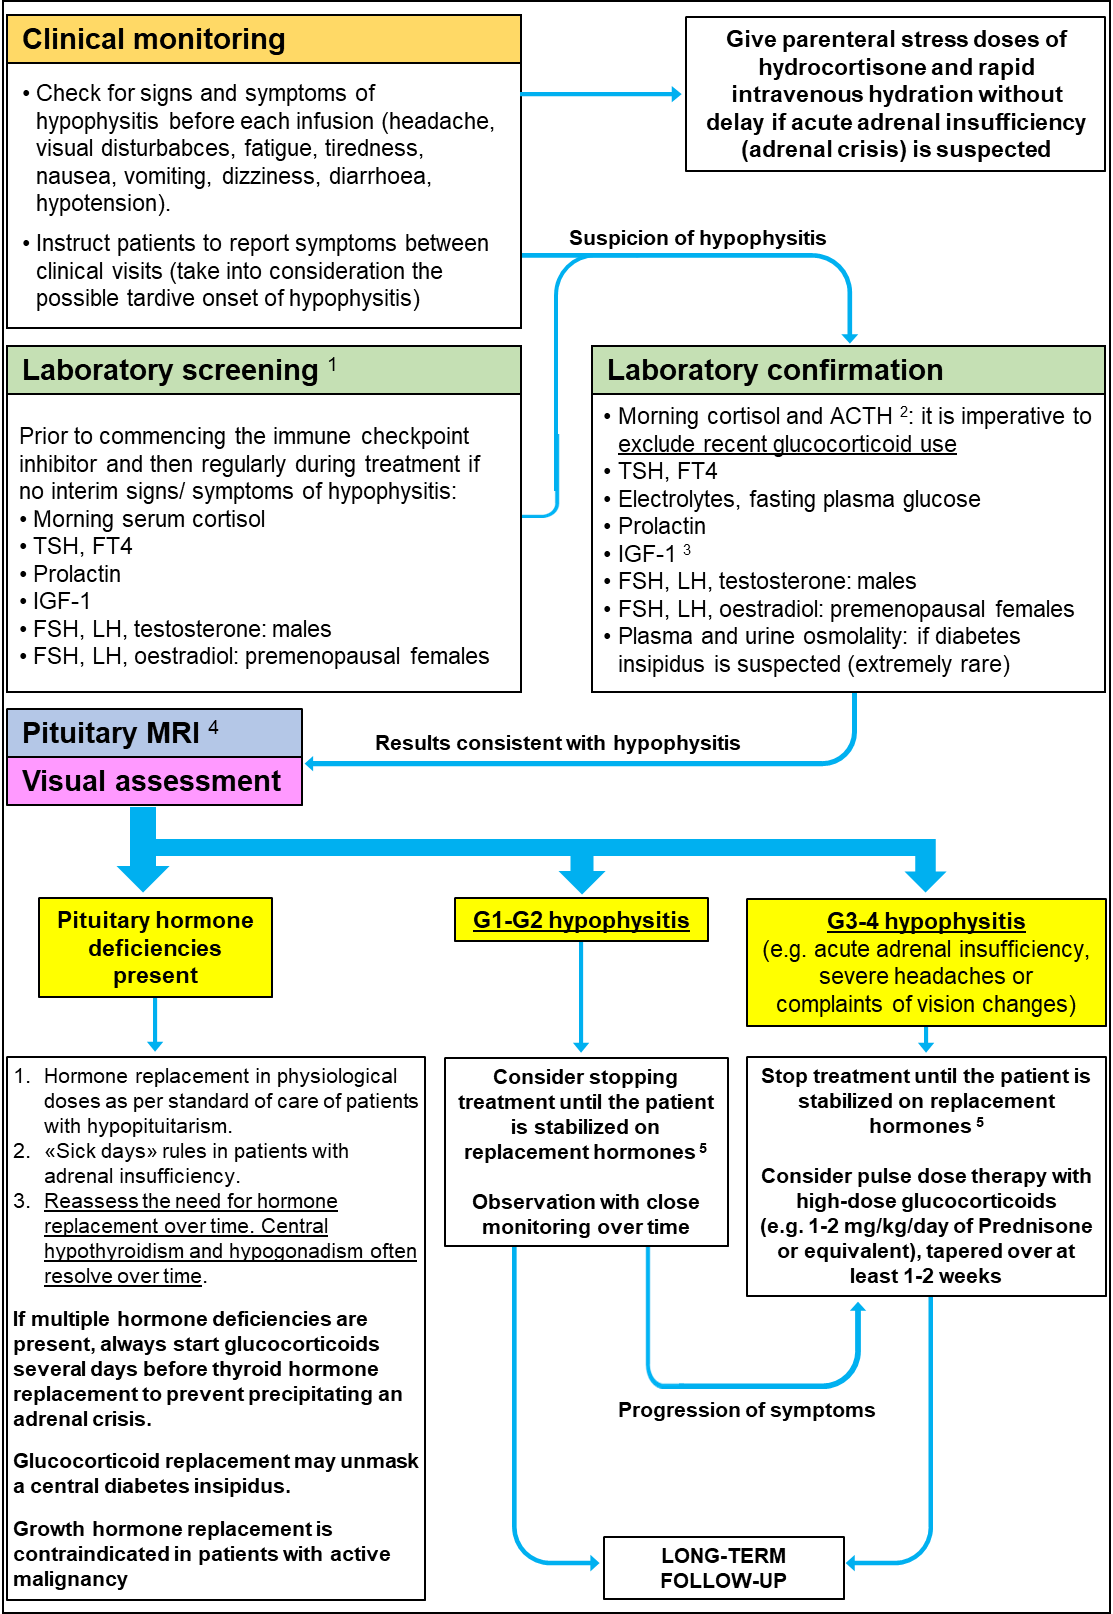 Clinical monitoring
• Check for signs and symptoms of
hypophysitis before each infusion (headache,
visual disturbabces, fatigue, tiredness,
nausea, vomiting, dizziness, diarrhoea,
hypotension).
• Instruct patients to report symptoms between
clinical visits (take into consideration the
possible tardive onset of hypophysitis)
Give parenteral stress doses of
hydrocortisone and rapid
intravenous hydration without
delay if acute adrenal insufficiency
(adrenal crisis) is suspected
Suspicion of hypophysitis
Laboratory screening 1
Prior to commencing the immune checkpoint
inhibitor and then regularly during treatment if
no interim signs/ symptoms of hypophysitis:
• Morning serum cortisol
• TSH, FT4
• Prolactin
• IGF-1
• FSH, LH, testosterone: males
• FSH, LH, oestradiol: premenopausal females
Laboratory confirmation
• Morning cortisol and ACTH 2: it is imperative to
exclude recent glucocorticoid use
• TSH, FT4
• Electrolytes, fasting plasma glucose
• Prolactin
• IGF-1 3
• FSH, LH, testosterone: males
• FSH, LH, oestradiol: premenopausal females
• Plasma and urine osmolality: if diabetes
insipidus is suspected (extremely rare)
Results consistent with hypophysitis
Pituitary MRI 4
Visual assessment
Pituitary hormone
deficiencies
present
1. Hormone replacement in physiological
doses as per standard of care of patients
with hypopituitarism.
2. «Sick days» rules in patients with
adrenal insufficiency.
3. Reassess the need for hormone
replacement over time. Central
hypothyroidism and hypogonadism often
resolve over time.
If multiple hormone deficiencies are
present, always start glucocorticoids
several days before thyroid hormone
replacement to prevent precipitating an
adrenal crisis.
Glucocorticoid replacement may unmask
a central diabetes insipidus.
Growth hormone replacement is
contraindicated in patients with active
malignancy
G1-G2 hypophysitis
Consider stopping
treatment until the patient
is stabilized on
replacement hormones 5
Observation with close
monitoring over time
G3-4 hypophysitis
(e.g. acute adrenal insufficiency,
severe headaches or
complaints of vision changes)
Stop treatment until the patient is
stabilized on replacement
hormones 5
Consider pulse dose therapy with
high-dose glucocorticoids
(e.g. 1-2 mg/kg/day of Prednisone
or equivalent), tapered over at
least 1-2 weeks
Progression of symptoms
LONG-TERM
FOLLOW-UP